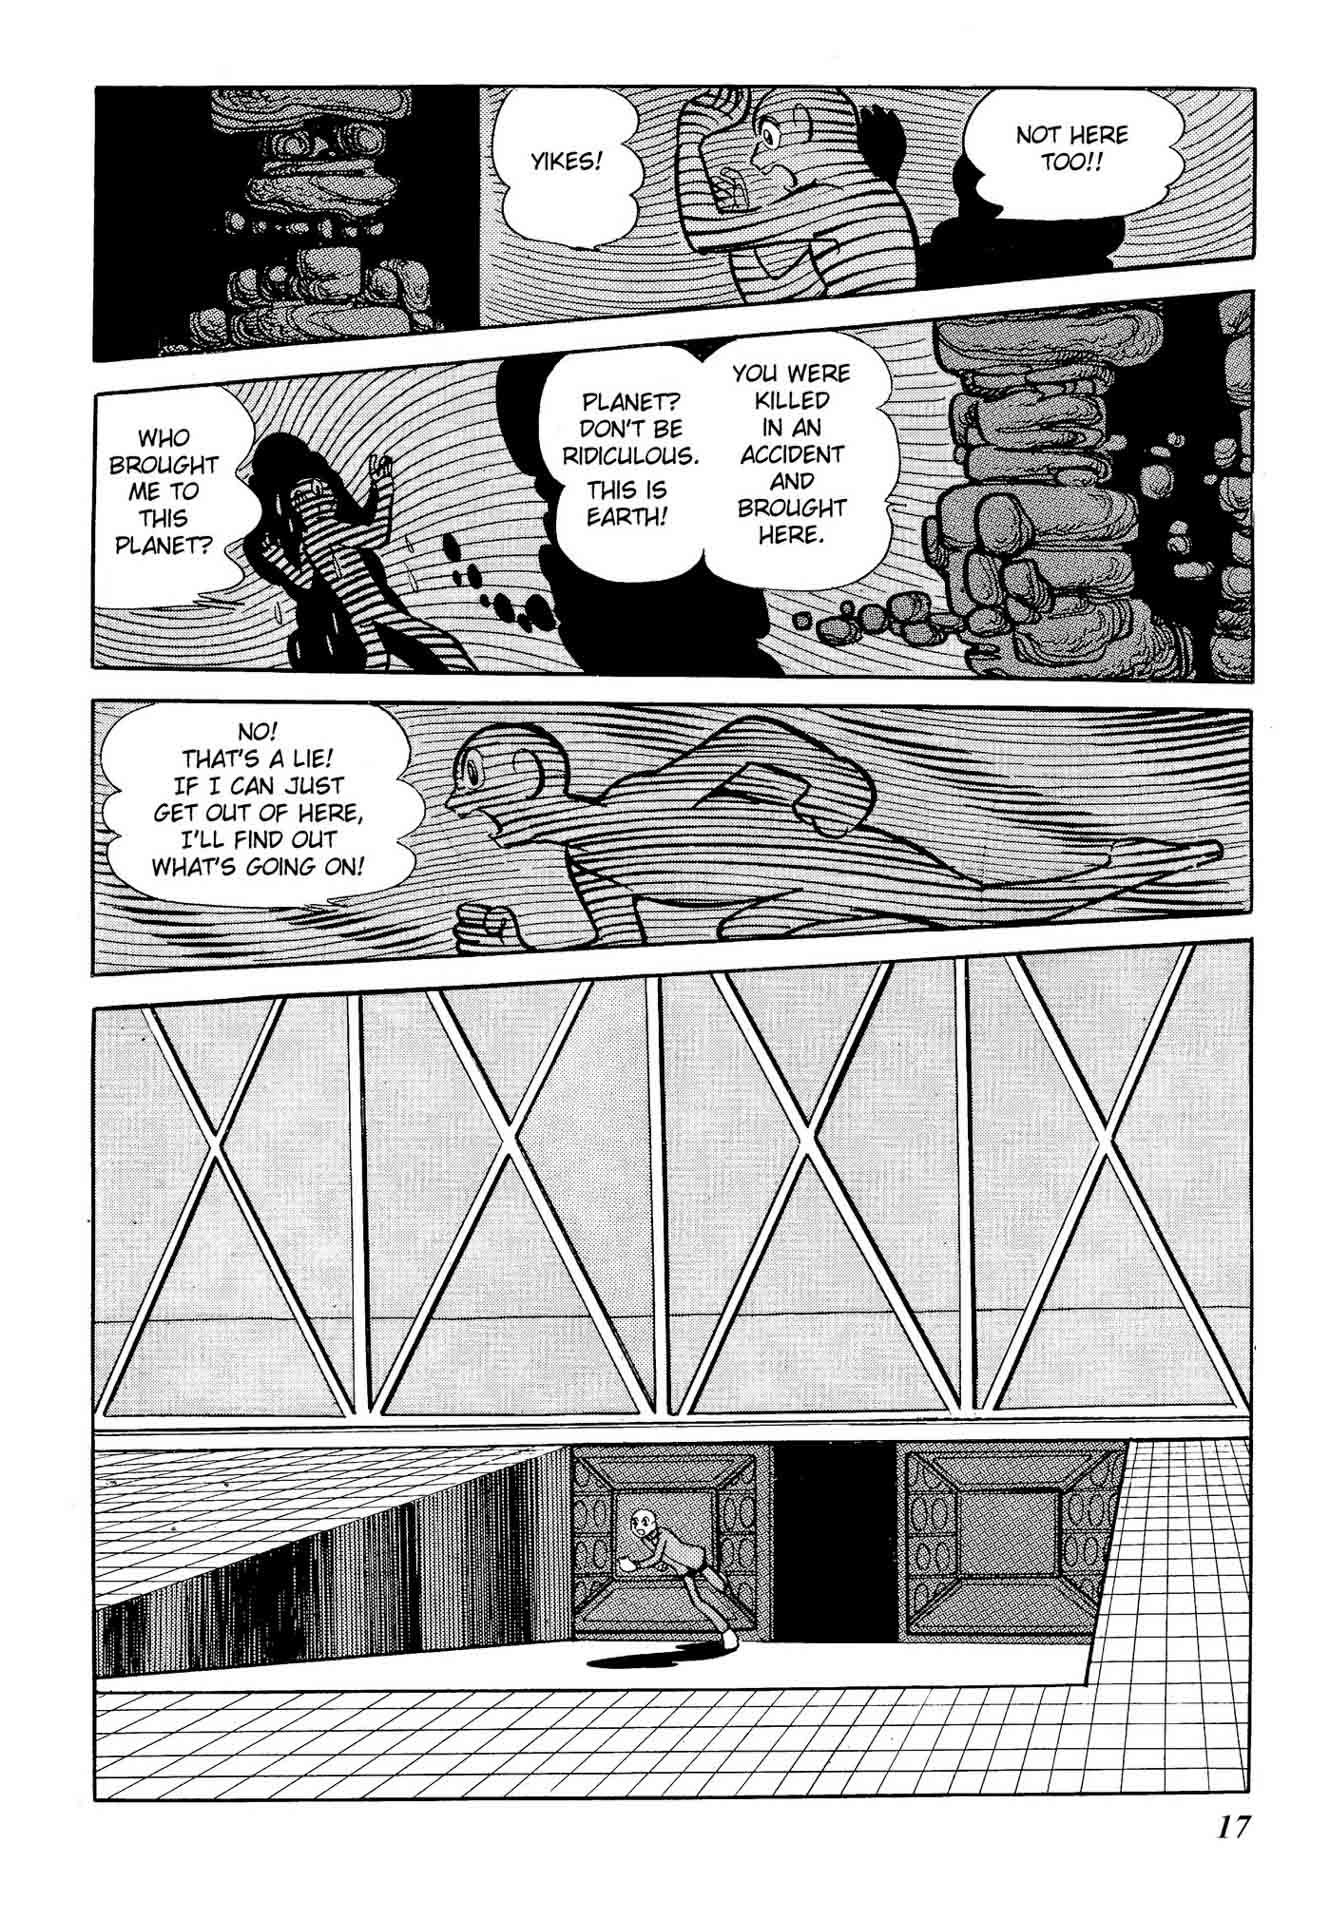 YIKES!
NOT HERE
TOO!!
WHO
BROUGHT
ME TO
THIS
PLANET?
PLANET?
DON'T BE
RIDICULOUS.
THIS IS
EARTH!
YOU WERE
KILLED
IN AN
ACCIDENT
AND
BROUGHT
HERE.
NO!
THAT'S A LIE!
IF I CAN JUST
GET OUT OF HERE,
I'LL FIND OUT
WHAT'S GOING ON!
17